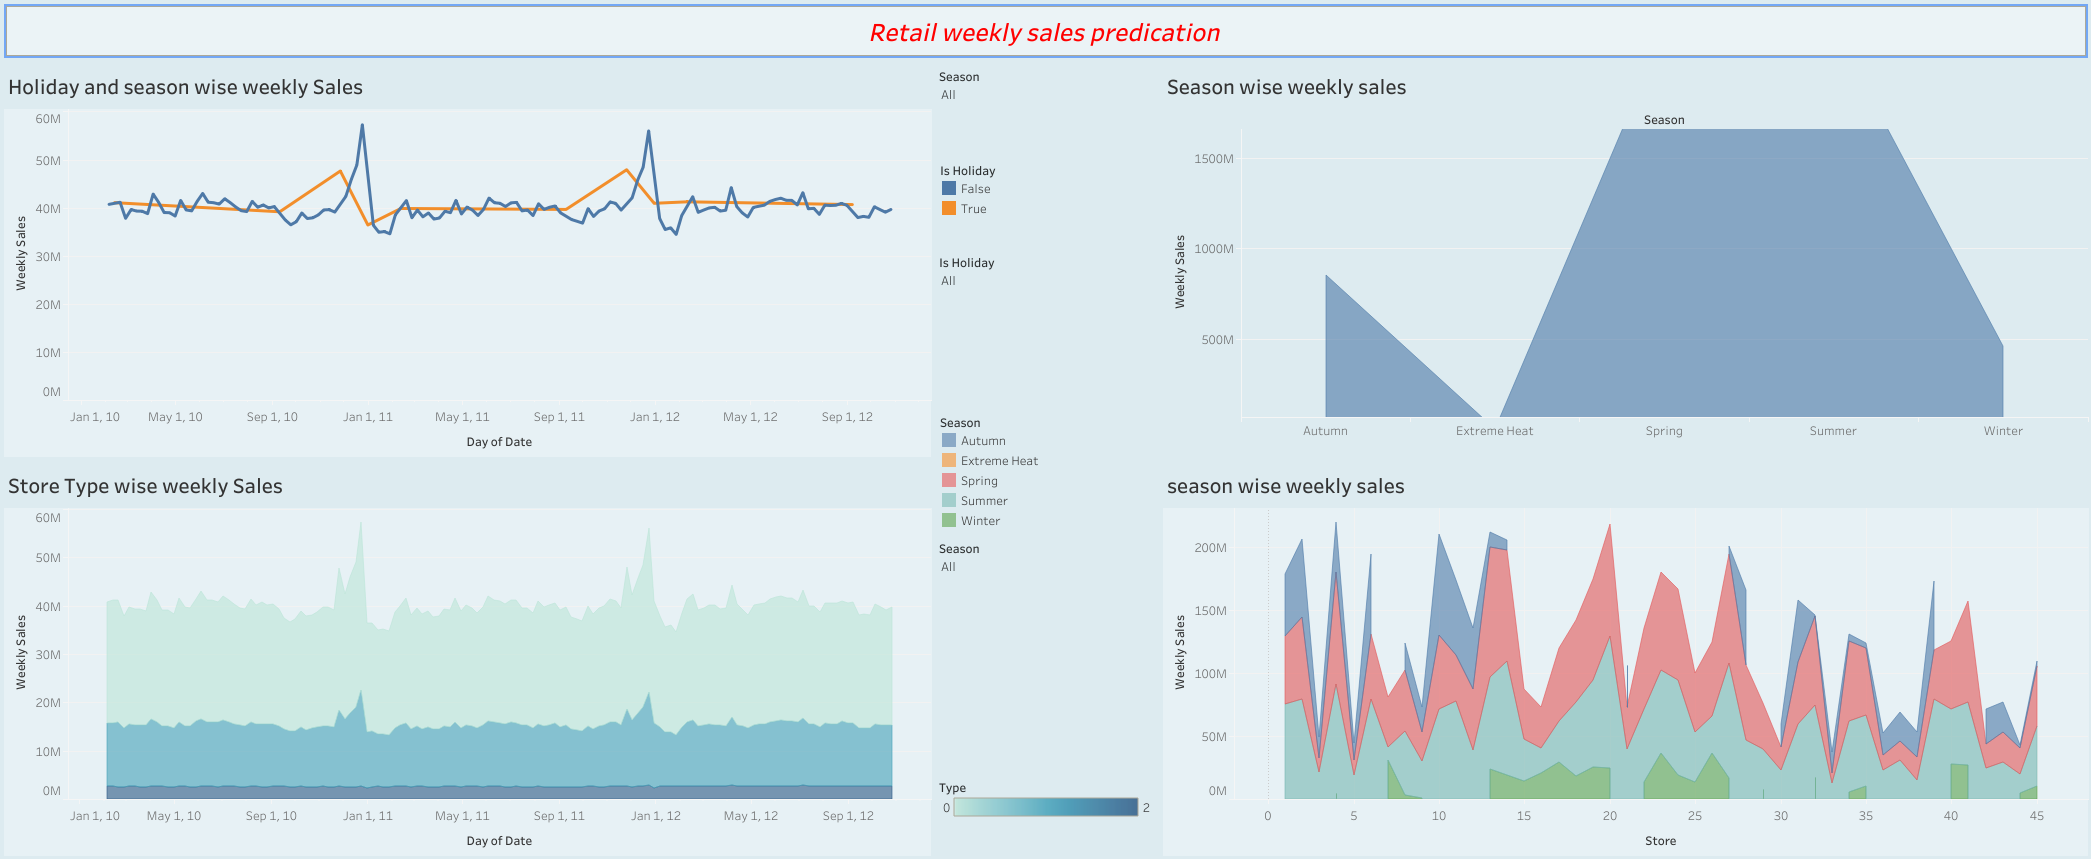 Retail weekly sales predication
Holiday and season wise weekly Sales
60M
50M
40M
30M
20M
10M
0M
Weekly Sales
Jan 1, 10 May 1, 10 Sep 1, 10 Jan 1, 11 May 1, 11 Sep 1, 11 Jan 1, 12 May 1, 12 Sep 1, 12
Day of Date
Season
All
Is Holiday
False
True
Is Holiday
All
Season wise weekly sales
Season
1500M
1000M
500M
Weekly Sales
Autumn Extreme Heat Spring Summer Winter
Store Type wise weekly Sales
60M
50M
40M
30M
20M
10M
0M
Weekly Sales
Jan 1, 10 May 1, 10 Sep 1, 10 Jan 1, 11 May 1, 11 Sep 1, 11 Jan 1, 12 May 1, 12 Sep 1, 12
Day of Date
Season
Autumn
Extreme Heat
Spring
Summer
Winter
Season
All
Type
0 2
season wise weekly sales
200M
150M
100M
50M
0M
Weekly Sales
0 5 10 15 20 25 30 35 40 45
Store